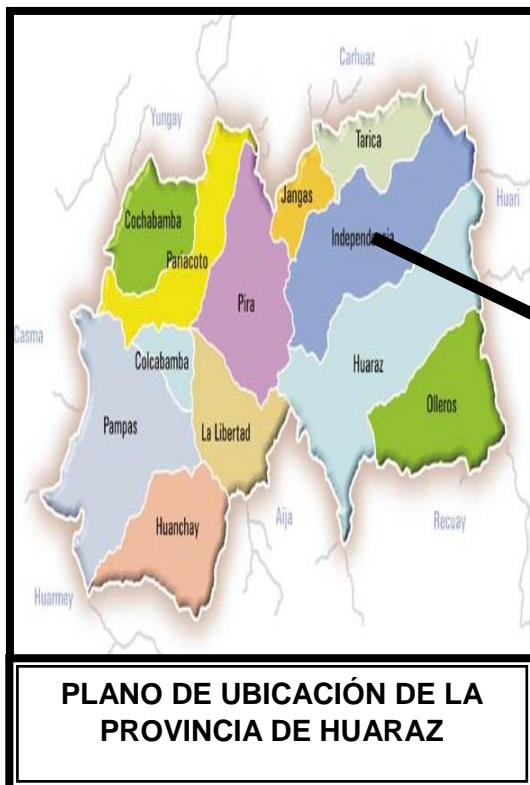 Carhuaz
Yungay
Tarica
Jangas
Huari
Cochabamba
Independencia
Pariacoto
Pira
Casma
Colcabamba
Huaraz
Olleros
Pampas
La Libertad
Huanchay
Aija
Recuay
Huarmey
PLANO DE UBICACIÓN DE LA
PROVINCIA DE HUARAZ